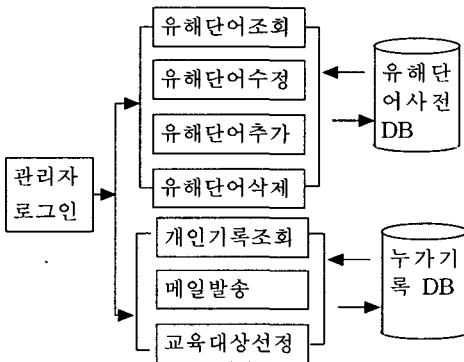 유해단어조회
유해단어수정
유해단어추가
유해단어삭제
유해단
어사전
DB
관리자
로그인
개인기록조회
메일발송
교육대상선정
누가기
록 DB